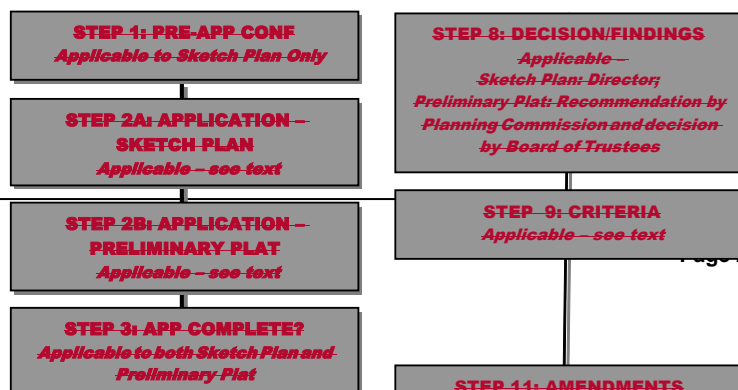 STEP 1: PRE-APP CONF
Applicable to Sketch Plan Only
STEP 2A: APPLICATION –
SKETCH PLAN
Applicable – see text
STEP 2B: APPLICATION –
PRELIMINARY PLAT
Applicable – see text
STEP 3: APP COMPLETE?
Applicable to both Sketch Plan and
Preliminary Plat
STEP 8: DECISION/FINDINGS
Applicable –
Sketch Plan: Director;
Preliminary Plat: Recommendation by
Planning Commission and decision
by Board of Trustees
STEP 9: CRITERIA
Applicable – see text
Page
STEP 11: AMENDMENTS